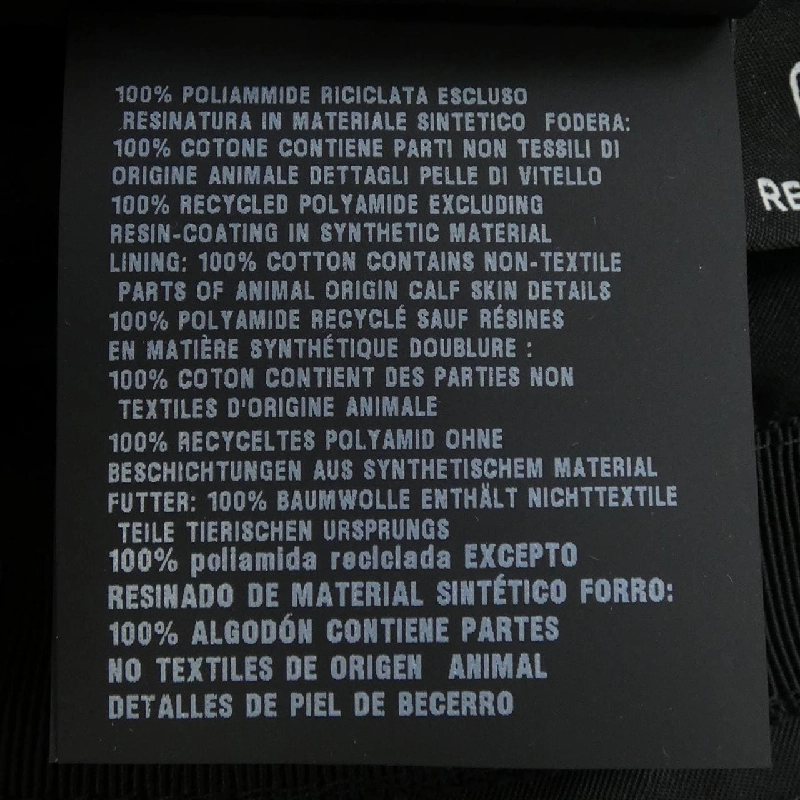 100% POLIAMMIDE RICICLATA ESCLUSO
RESINATURA IN MATERIALE SINTETICO FODERA:
100% COTONE CONTIENE PARTI NON TESSILI DI
ORIGINE ANIMALE DETTAGLI PELLE DI VITELLO
100% RECYCLED POLYAMIDE EXCLUDING
RESIN-COATING IN SYNTHETIC MATERIAL
LINING: 100% COTTON CONTAINS NON-TEXTILE
PARTS OF ANIMAL ORIGIN CALF SKIN DETAILS
100% POLYAMIDE RECYCLÉ SAUF RÉSINES
EN MATIÈRE SYNTHÉTIQUE DOUBLURE :
100% COTON CONTIENT DES PARTIES NON
TEXTILES D'ORIGINE ANIMALE
100% RECYCELTES POLYAMID OHNE
BESCHICHTUNGEN AUS SYNTHETISCHEM MATERIAL
FUTTER: 100% BAUMWOLLE ENTHÄLT NICHTTEXTILE
TEILE TIERISCHEN URSPRUNGS
100% poliamida reciclada EXCEPTO
RESINADO DE MATERIAL SINTÉTICO FORRO:
100% ALGODÓN CONTIENE PARTES
NO TEXTILES DE ORIGEN ANIMAL
DETALLES DE PIEL DE BECERRO